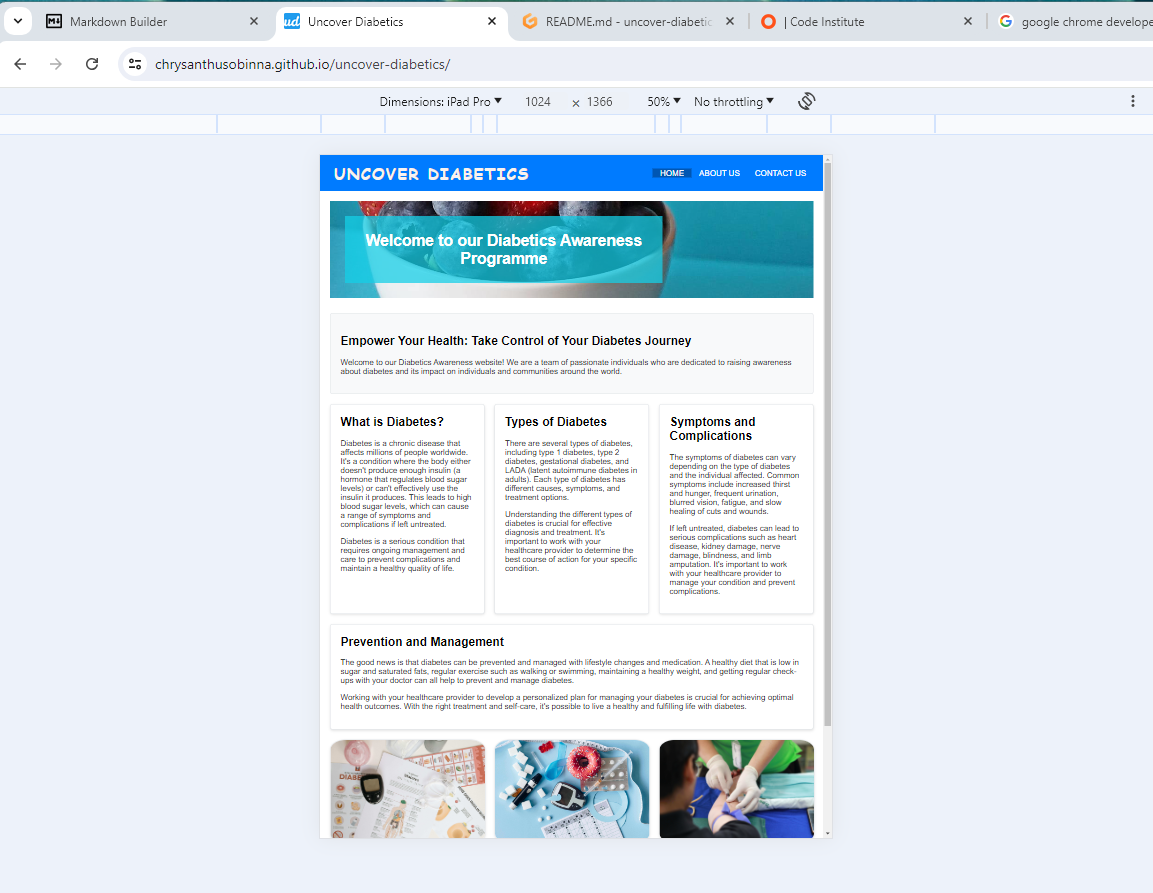 Markdown Builder
Uncover Diabetics
README.md - uncover-diabetic
| Code Institute
google chrome develope
chrysanthusobinna.github.io/uncover-diabetics/
Dimensions: iPad Pro
1024 × 1366
50%
No throttling
UNCOVER DIABETICS
HOME
ABOUT US
CONTACT US
Welcome to our Diabetics Awareness
Programme
Empower Your Health: Take Control of Your Diabetes Journey
Welcome to our Diabetics Awareness website! We are a team of passionate individuals who are dedicated to raising awareness
about diabetes and its impact on individuals and communities around the world.
What is Diabetes?
Diabetes is a chronic disease that
affects millions of people worldwide.
It's a condition where the body either
doesn't produce enough insulin (a
hormone that regulates blood sugar
levels) or can't effectively use the
insulin it produces. This leads to high
blood sugar levels, which can cause
a range of symptoms and
complications if left untreated.
Diabetes is a serious condition that
requires ongoing management and
care to prevent complications and
maintain a healthy quality of life.
Types of Diabetes
There are several types of diabetes,
including type 1 diabetes, type 2
diabetes, gestational diabetes, and
LADA (latent autoimmune diabetes in
adults). Each type of diabetes has
different causes, symptoms, and
treatment options.
Understanding the different types of
diabetes is crucial for effective
diagnosis and treatment. It's
important to work with your
healthcare provider to determine the
best course of action for your specific
condition.
Symptoms and
Complications
The symptoms of diabetes can vary
depending on the type of diabetes
and the individual affected. Common
symptoms include increased thirst
and hunger, frequent urination,
blurred vision, fatigue, and slow
healing of cuts and wounds.
If left untreated, diabetes can lead to
serious complications such as heart
disease, kidney damage, nerve
damage, blindness, and limb
amputation. It's important to work
with your healthcare provider to
manage your condition and prevent
complications.
Prevention and Management
The good news is that diabetes can be prevented and managed with lifestyle changes and medication. A healthy diet that is low in
sugar and saturated fats, regular exercise such as walking or swimming, maintaining a healthy weight, and getting regular check-
ups with your doctor can all help to prevent and manage diabetes.
Working with your healthcare provider to develop a personalized plan for managing your diabetes is crucial for achieving optimal
health outcomes. With the right treatment and self-care, it's possible to live a healthy and fulfilling life with diabetes.